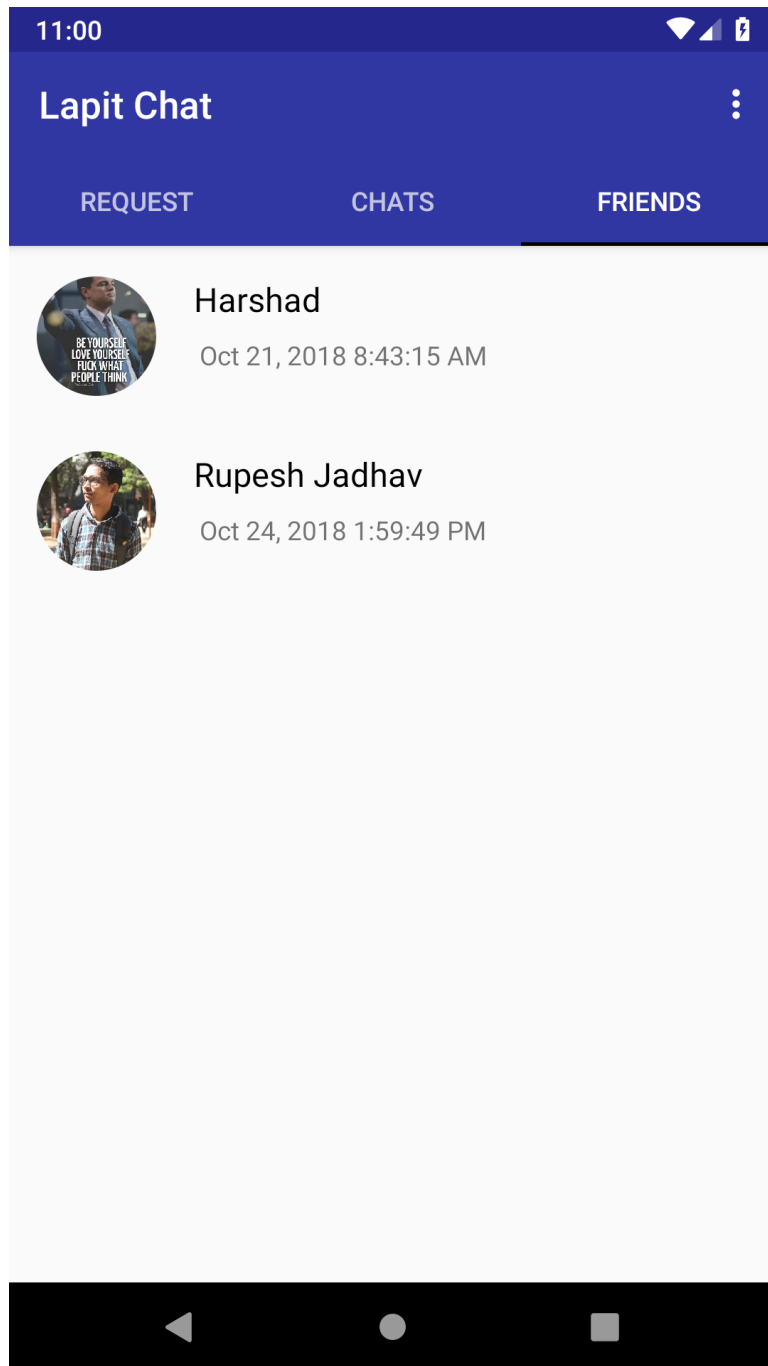 11:00
Lapit Chat
REQUEST CHATS FRIENDS
Harshad
Oct 21, 2018 8:43:15 AM
BE YOURSELF
LOVE YOURSELF
FUCK WHAT
PEOPLE THINK
Rupesh Jadhav
Oct 24, 2018 1:59:49 PM